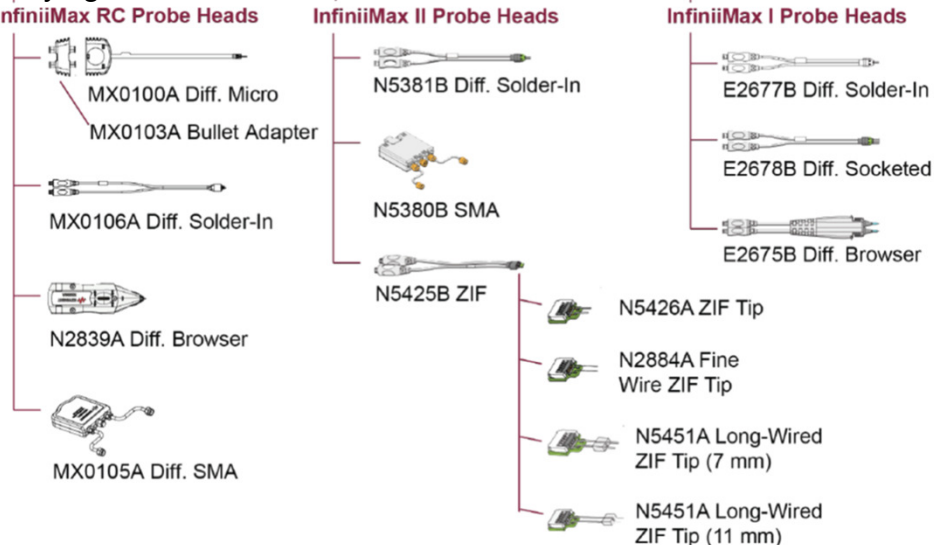 InfiniiMax RC Probe Heads
MX0100A Diff. Micro
MX0103A Bullet Adapter
MX0106A Diff. Solder-In
N2839A Diff. Browser
MX0105A Diff. SMA
InfiniiMax II Probe Heads
N5381B Diff. Solder-In
N5380B SMA
N5425B ZIF
N5426A ZIF Tip
N2884A Fine
Wire ZIF Tip
N5451A Long-Wired
ZIF Tip (7 mm)
N5451A Long-Wired
ZIF Tip (11 mm)
InfiniiMax I Probe Heads
E2677B Diff. Solder-In
E2678B Diff. Socketed
E2675B Diff. Browser